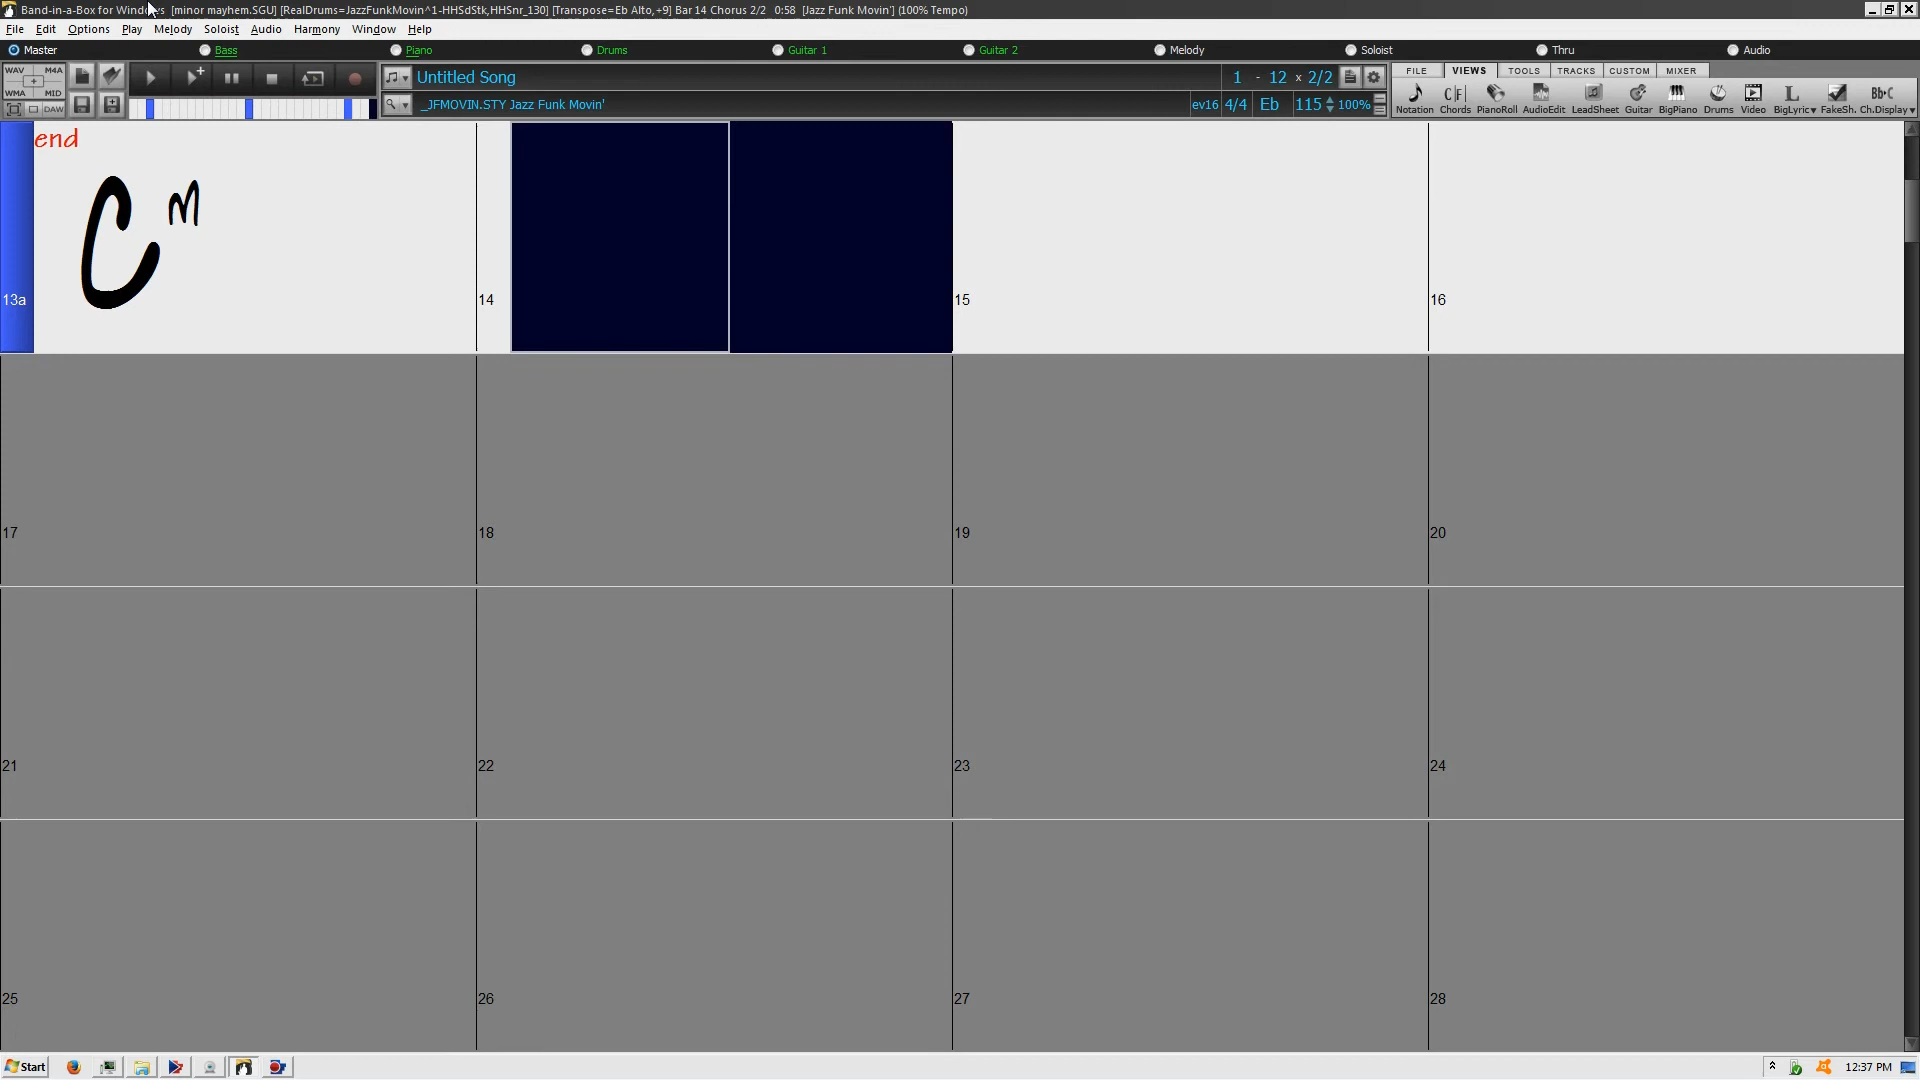 Band-in-a-Box for Windows [minor mayhem.SGU] [RealDrums=JazzFunkMovin^1-HHSdStk,HHSnr_130] [Transpose=Eb Alto,+9] Bar 14 Chorus 2/2 0:58 [Jazz Funk Movin'] (100% Tempo)
File Edit Options Play Melody Soloist Audio Harmony Window Help
Master Bass Piano Drums Guitar 1 Guitar 2 Melody Soloist Thru Audio
WAV M4A
WMA MID
DAW
Untitled Song 1 - 12 x 2/2
_JFMOVIN.STY Jazz Funk Movin' ev16 4/4 Eb 115 100%
FILE VIEWS TOOLS TRACKS CUSTOM MIXER
Notation Chords PianoRoll AudioEdit LeadSheet Guitar BigPiano Drums Video BigLyric FakeSh. Ch.Display
end
C m
13a 14 15 16
17 18 19 20
21 22 23 24
25 26 27 28
Start 12:37 PM